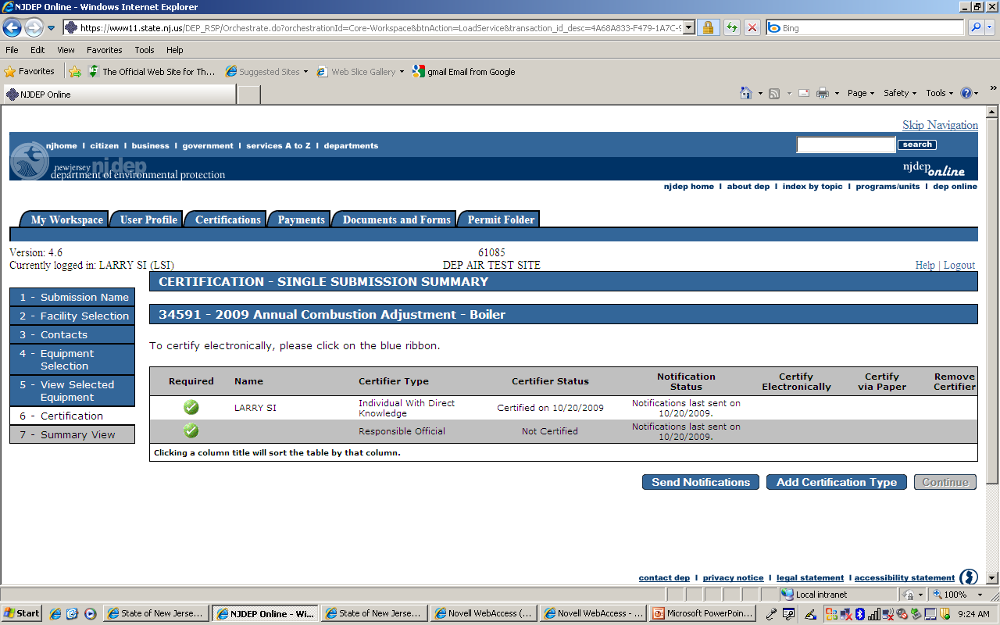 NJDEP Online - Windows Internet Explorer
https://www11.state.nj.us/DEP_RSP/Orchestrate.do?orchestrationId=Core-Workspace&btnAction=LoadService&transaction_id_desc=4A68A833-F479-1A7C-9
Bing
File Edit View Favorites Tools Help
Favorites The Official Web Site for Th... Suggested Sites Web Slice Gallery gmail Email from Google
NJDEP Online
Page Safety Tools
Skip Navigation
njhome | citizen | business | government | services A to Z | departments
search
newjersey njdep
department of environmental protection
njdep online
njdep home | about dep | index by topic | programs/units | dep online
My Workspace User Profile Certifications Payments Documents and Forms Permit Folder
Version: 4.6 61085
Currently logged in: LARRY SI (LSI) DEP AIR TEST SITE Help | Logout
CERTIFICATION - SINGLE SUBMISSION SUMMARY
1 - Submission Name
2 - Facility Selection
3 - Contacts
4 - Equipment
Selection
5 - View Selected
Equipment
6 - Certification
7 - Summary View
34591 - 2009 Annual Combustion Adjustment - Boiler
To certify electronically, please click on the blue ribbon.
Required Name Certifier Type Certifier Status Notification Status Certify Electronically Certify via Paper Remove Certifier
LARRY SI Individual With Direct Knowledge Certified on 10/20/2009 Notifications last sent on 10/20/2009.
Responsible Official Not Certified Notifications last sent on 10/20/2009.
Clicking a column title will sort the table by that column.
Send Notifications Add Certification Type Continue
contact dep | privacy notice | legal statement | accessibility statement
Local intranet 100%
Start State of New Jerse... NJDEP Online - Wi... State of New Jerse... Novell WebAccess (... Novell WebAccess - ... Microsoft PowerPoin... 9:24 AM